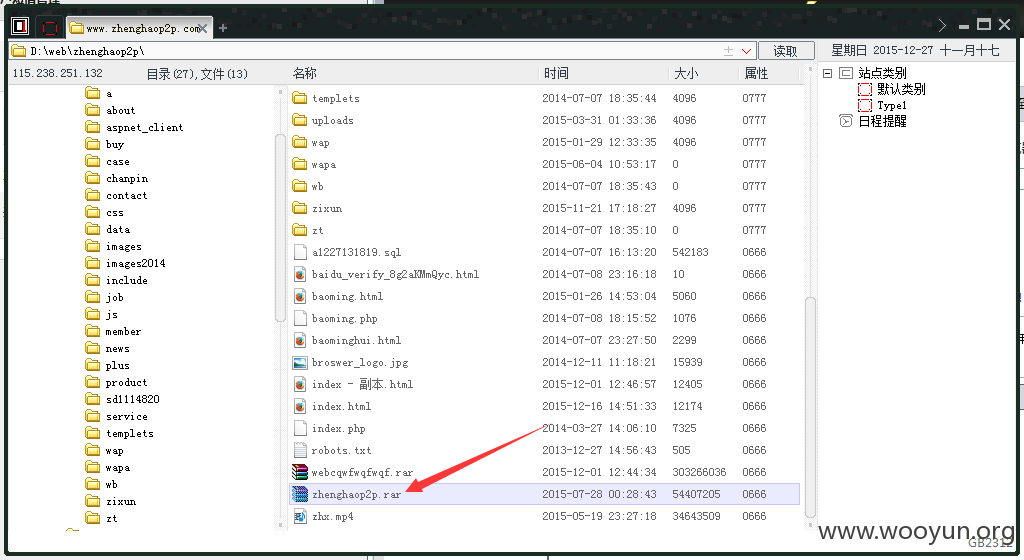 www.zhenghaop2p.com
D:\web\zhenghaop2p\
读取
星期日 2015-12-27 十一月十七
115.238.251.132 目录(27),文件(13)
名称 时间 大小 属性
a
about
aspnet_client
buy
case
chanpin
contact
css
data
images
images2014
include
job
js
member
news
plus
product
sd1114820
service
templets
wap
wapa
wb
zixun
zt
templets 2014-07-07 18:35:44 4096 0777
uploads 2015-03-31 01:33:36 4096 0777
wap 2015-01-29 12:33:35 4096 0777
wapa 2015-06-04 10:53:17 0 0777
wb 2014-07-07 18:35:43 0 0777
zixun 2015-11-21 17:18:27 4096 0777
zt 2014-07-07 18:35:10 0 0777
a1227131819.sql 2014-07-07 16:13:20 542183 0666
baidu_verify_8g2aKMmQyc.html 2014-07-08 23:16:18 10 0666
baoming.html 2015-01-26 14:53:04 5060 0666
baoming.php 2014-07-08 18:15:52 1076 0666
baominghui.html 2014-07-07 23:27:50 2299 0666
broswer_logo.jpg 2014-12-11 11:18:21 15939 0666
index - 副本.html 2015-12-01 12:46:57 12405 0666
index.html 2015-12-16 14:51:33 12174 0666
index.php 2014-03-27 14:06:10 7325 0666
robots.txt 2013-12-27 14:56:43 505 0666
webcqwfwqfwqf.rar 2015-12-01 12:44:34 303266036 0666
zhenghaop2p.rar 2015-07-28 00:28:43 54407205 0666
zhx.mp4 2015-05-19 23:27:18 34643509 0666
站点类别
默认类别
Type1
日程提醒
www.wooyun.org
GB2312